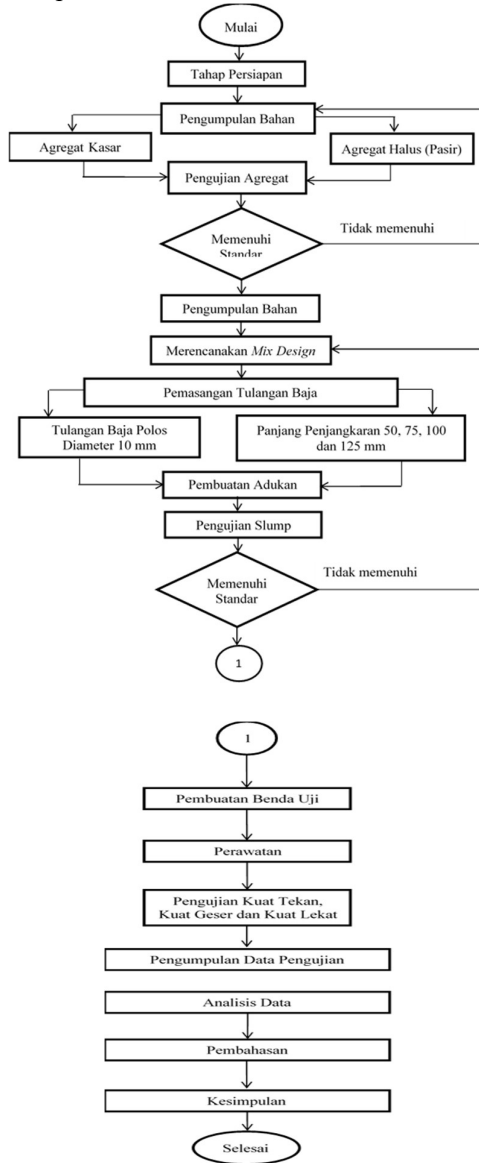 Mulai
Tahap Persiapan
Pengumpulan Bahan
Agregat Kasar
Agregat Halus (Pasir)
Pengujian Agregat
Memenuhi
Standar
Tidak memenuhi
Pengumpulan Bahan
Merencanakan Mix Design
Pemasangan Tulangan Baja
Tulangan Baja Polos
Diameter 10 mm
Panjang Penjangkaran 50, 75, 100
dan 125 mm
Pembuatan Adukan
Pengujian Slump
Memenuhi
Standar
Tidak memenuhi
1
1
Pembuatan Benda Uji
Perawatan
Pengujian Kuat Tekan,
Kuat Geser dan Kuat Lekat
Pengumpulan Data Pengujian
Analisis Data
Pembahasan
Kesimpulan
Selesai